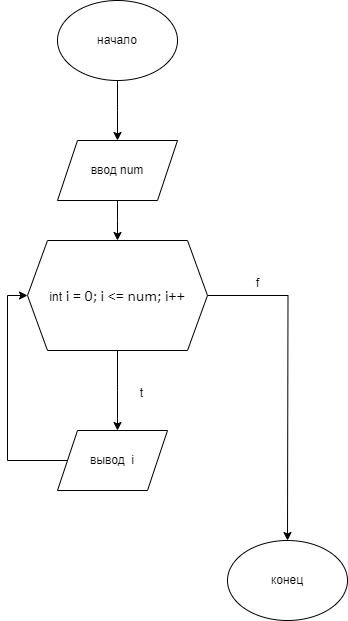 начало
ввод num
int i = 0; i <= num; i++
f
t
вывод i
конец